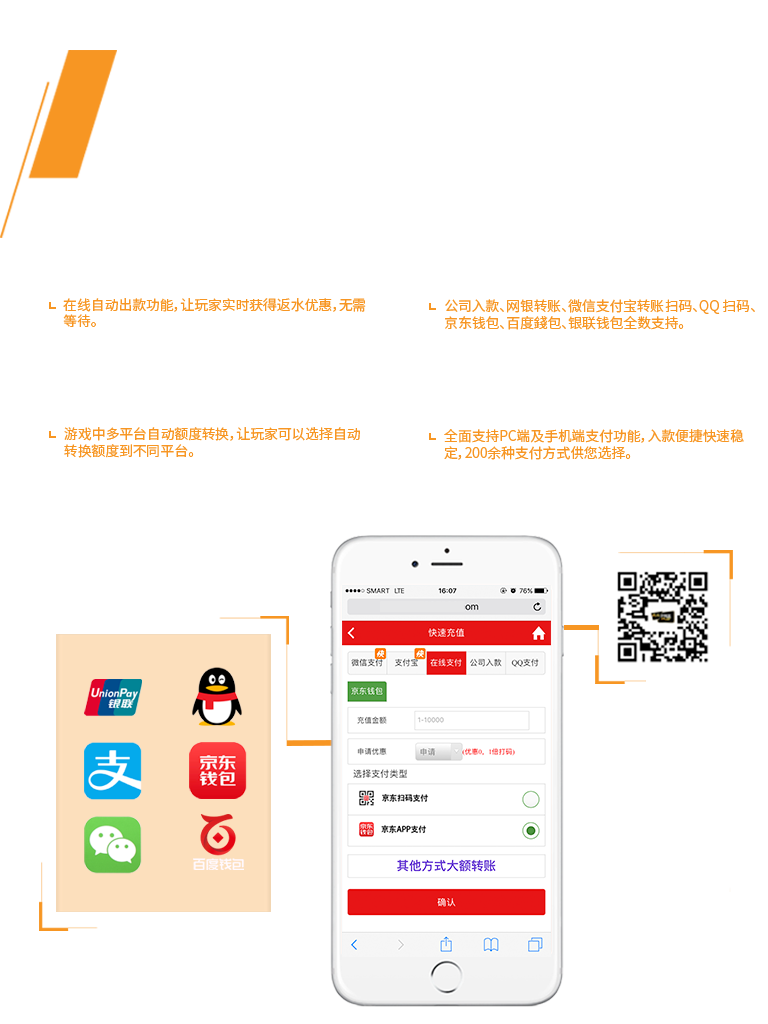 在线自动出款功能，让玩家实时获得返水优惠，无需
等待。
公司入款、网银转账、微信支付宝转账扫码、QQ 扫码、
京东钱包、百度錢包、银联钱包全数支持。
游戏中多平台自动额度转换，让玩家可以选择自动
转换额度到不同平台。
全面支持PC端及手机端支付功能，入款便捷快速稳
定，200余种支付方式供您选择。
UnionPay
银联
支
京东
钱包
百度钱包
SMART LTE
16:07
76%
om
快速充值
微信支付
快
支付宝
快
在线支付
公司入款
QQ支付
京东钱包
充值金额
1-10000
申请优惠
申请
(优惠0，1倍打码)
选择支付类型
京东扫码支付
京东
钱包
京东APP支付
其他方式大额转账
确认